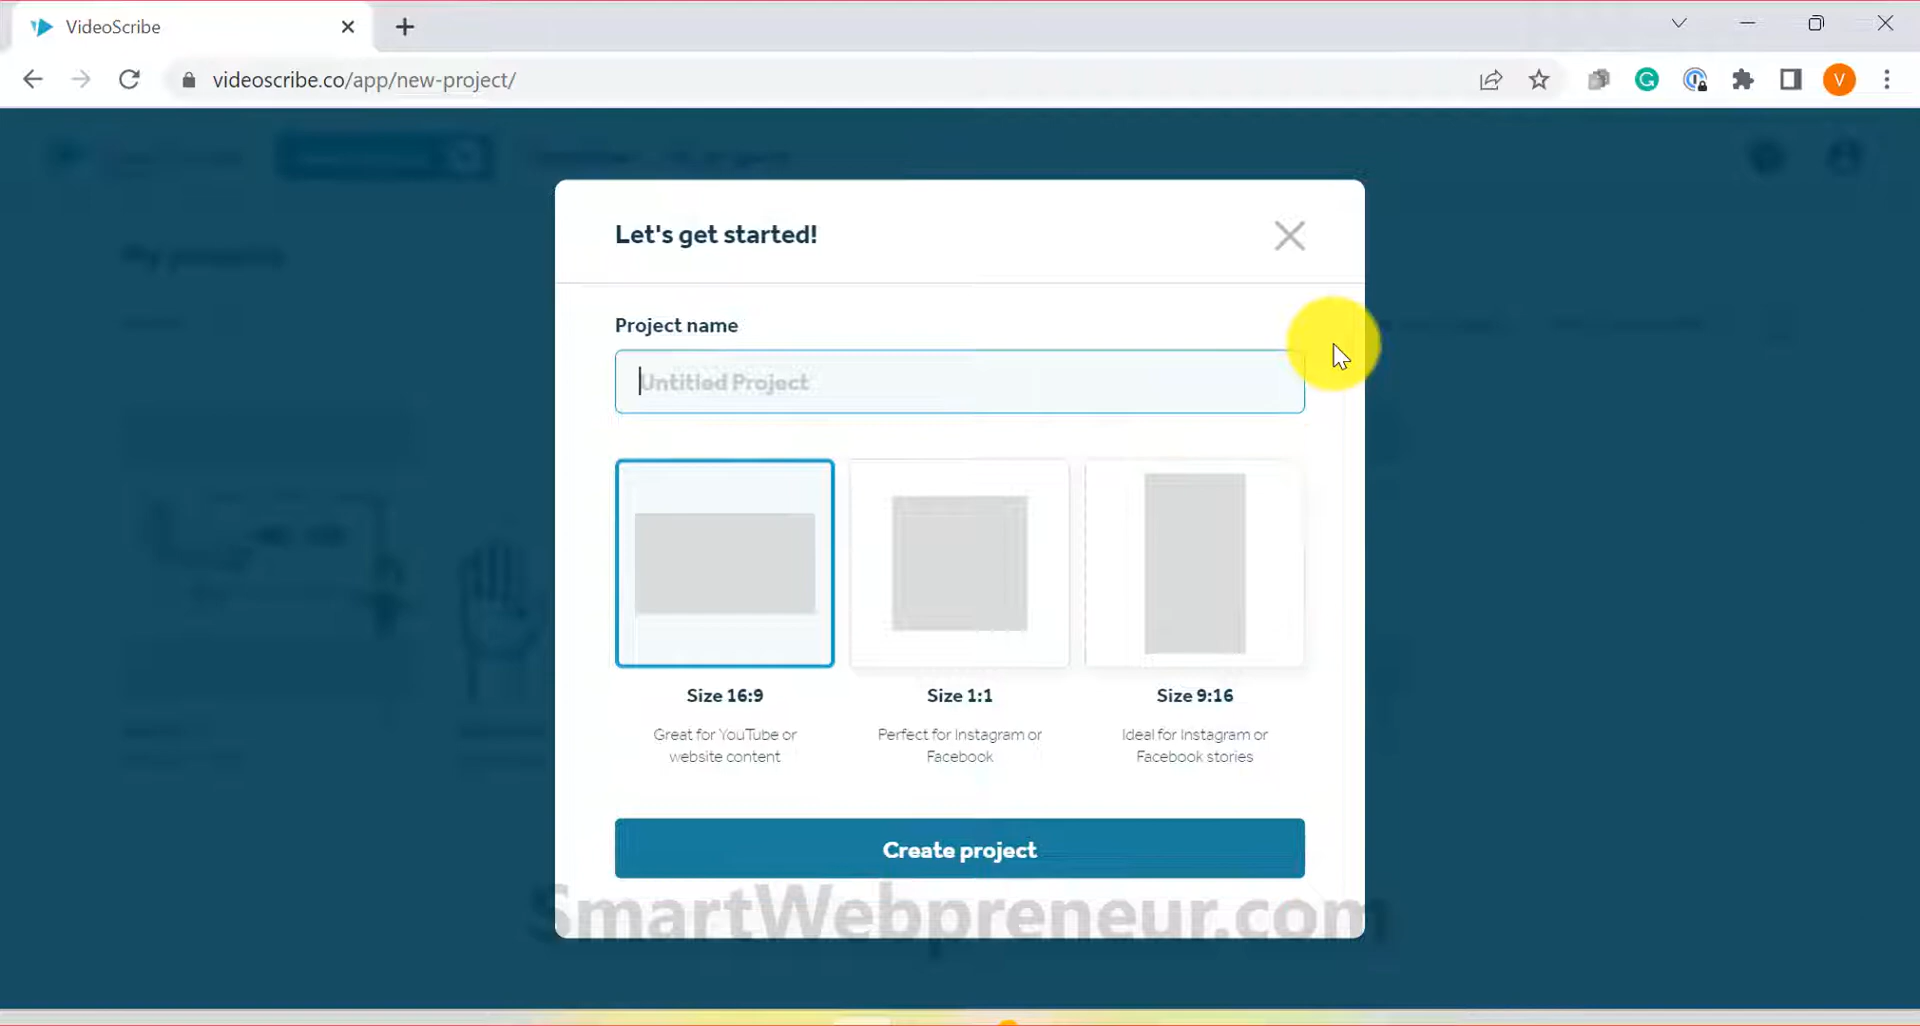 VideoScribe
videoscribe.co/app/new-project/
V
Let's get started!
Project name
Untitled Project
Size 16:9
Great for YouTube or
website content
Size 1:1
Perfect for Instagram or
Facebook
Size 9:16
Ideal for Instagram or
Facebook stories
Create project
SmartWebpreneur.com